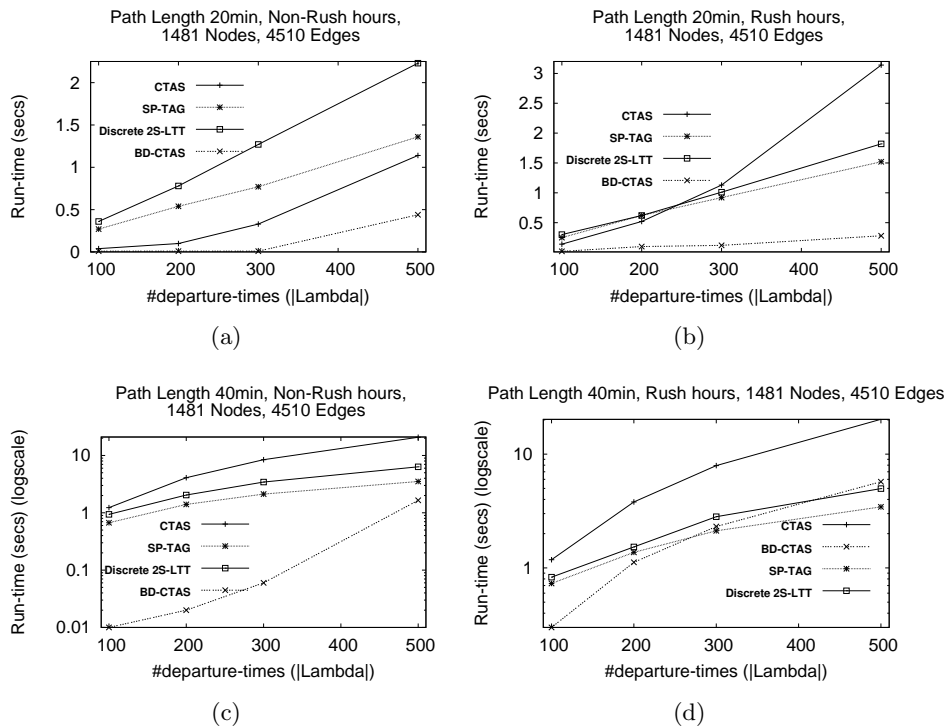 Path Length 20min, Non-Rush hours,
1481 Nodes, 4510 Edges
2
1.5
1
0.5
0
Run-time (secs)
CTAS
SP-TAG
Discrete 2S-LTT
BD-CTAS
100 200 300 400 500
#departure-times (|Lambda|)
(a)
Path Length 20min, Rush hours,
1481 Nodes, 4510 Edges
3
2.5
2
1.5
1
0.5
Run-time (secs)
CTAS
SP-TAG
Discrete 2S-LTT
BD-CTAS
100 200 300 400 500
#departure-times (|Lambda|)
(b)
Path Length 40min, Non-Rush hours,
1481 Nodes, 4510 Edges
10
1
0.1
0.01
Run-time (secs) (logscale)
CTAS
SP-TAG
Discrete 2S-LTT
BD-CTAS
100 200 300 400 500
#departure-times (|Lambda|)
(c)
Path Length 40min, Rush hours, 1481 Nodes, 4510 Edges
10
1
Run-time (secs) (logscale)
CTAS
BD-CTAS
SP-TAG
Discrete 2S-LTT
100 200 300 400 500
#departure-times (|Lambda|)
(d)